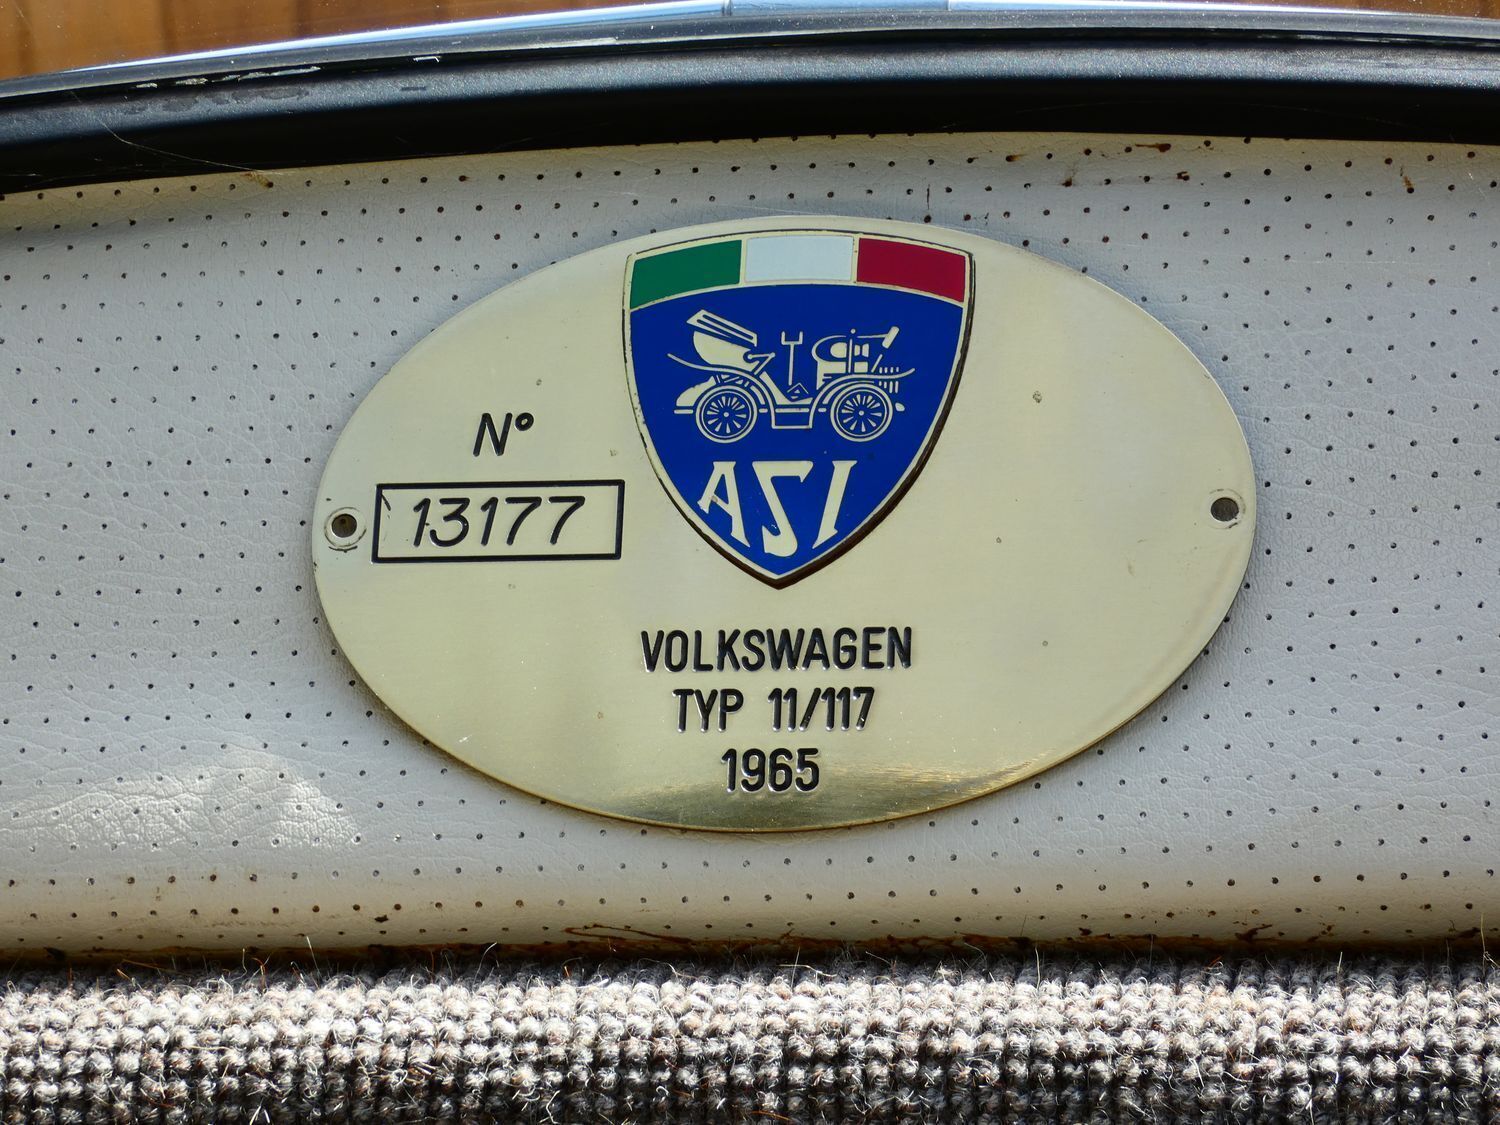 ASI
N°
13177
VOLKSWAGEN
TYP 11/117
1965